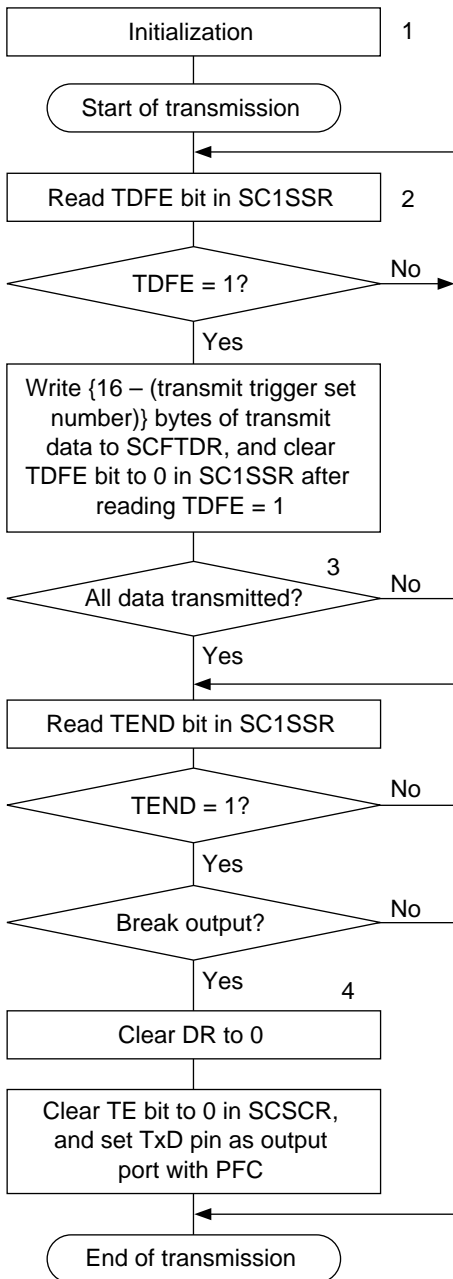 Initialization
1
Start of transmission
Read TDFE bit in SC1SSR
2
TDFE = 1?
No
Yes
Write {16 – (transmit trigger set
number)} bytes of transmit
data to SCFTDR, and clear
TDFE bit to 0 in SC1SSR after
reading TDFE = 1
3
All data transmitted?
No
Yes
Read TEND bit in SC1SSR
TEND = 1?
No
Yes
Break output?
No
Yes
4
Clear DR to 0
Clear TE bit to 0 in SCSCR,
and set TxD pin as output
port with PFC
End of transmission